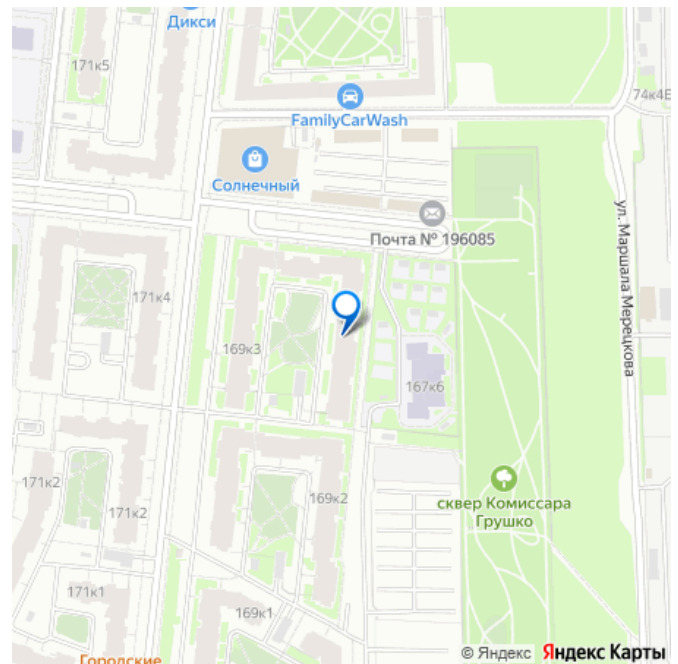 Дикси
171к5
74к4Е
FamilyCarWash
Солнечный
Почта № 196085
ул. Маршала Мерецкова
171к4
169к3
167к6
171к2
171к2
169к2
сквер Комиссара
Грушко
171к1
169к1
Городские
© Яндекс Яндекс Карты